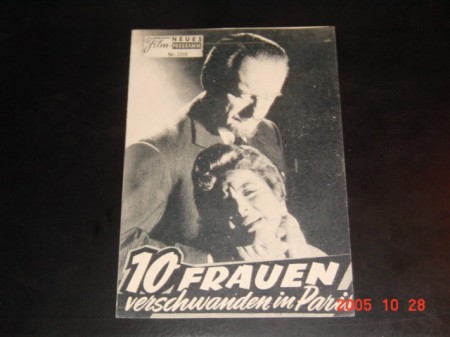 Film
NEUES
PROGRAMM
10 FRAUEN
verschwanden in Paris
2005 10 28